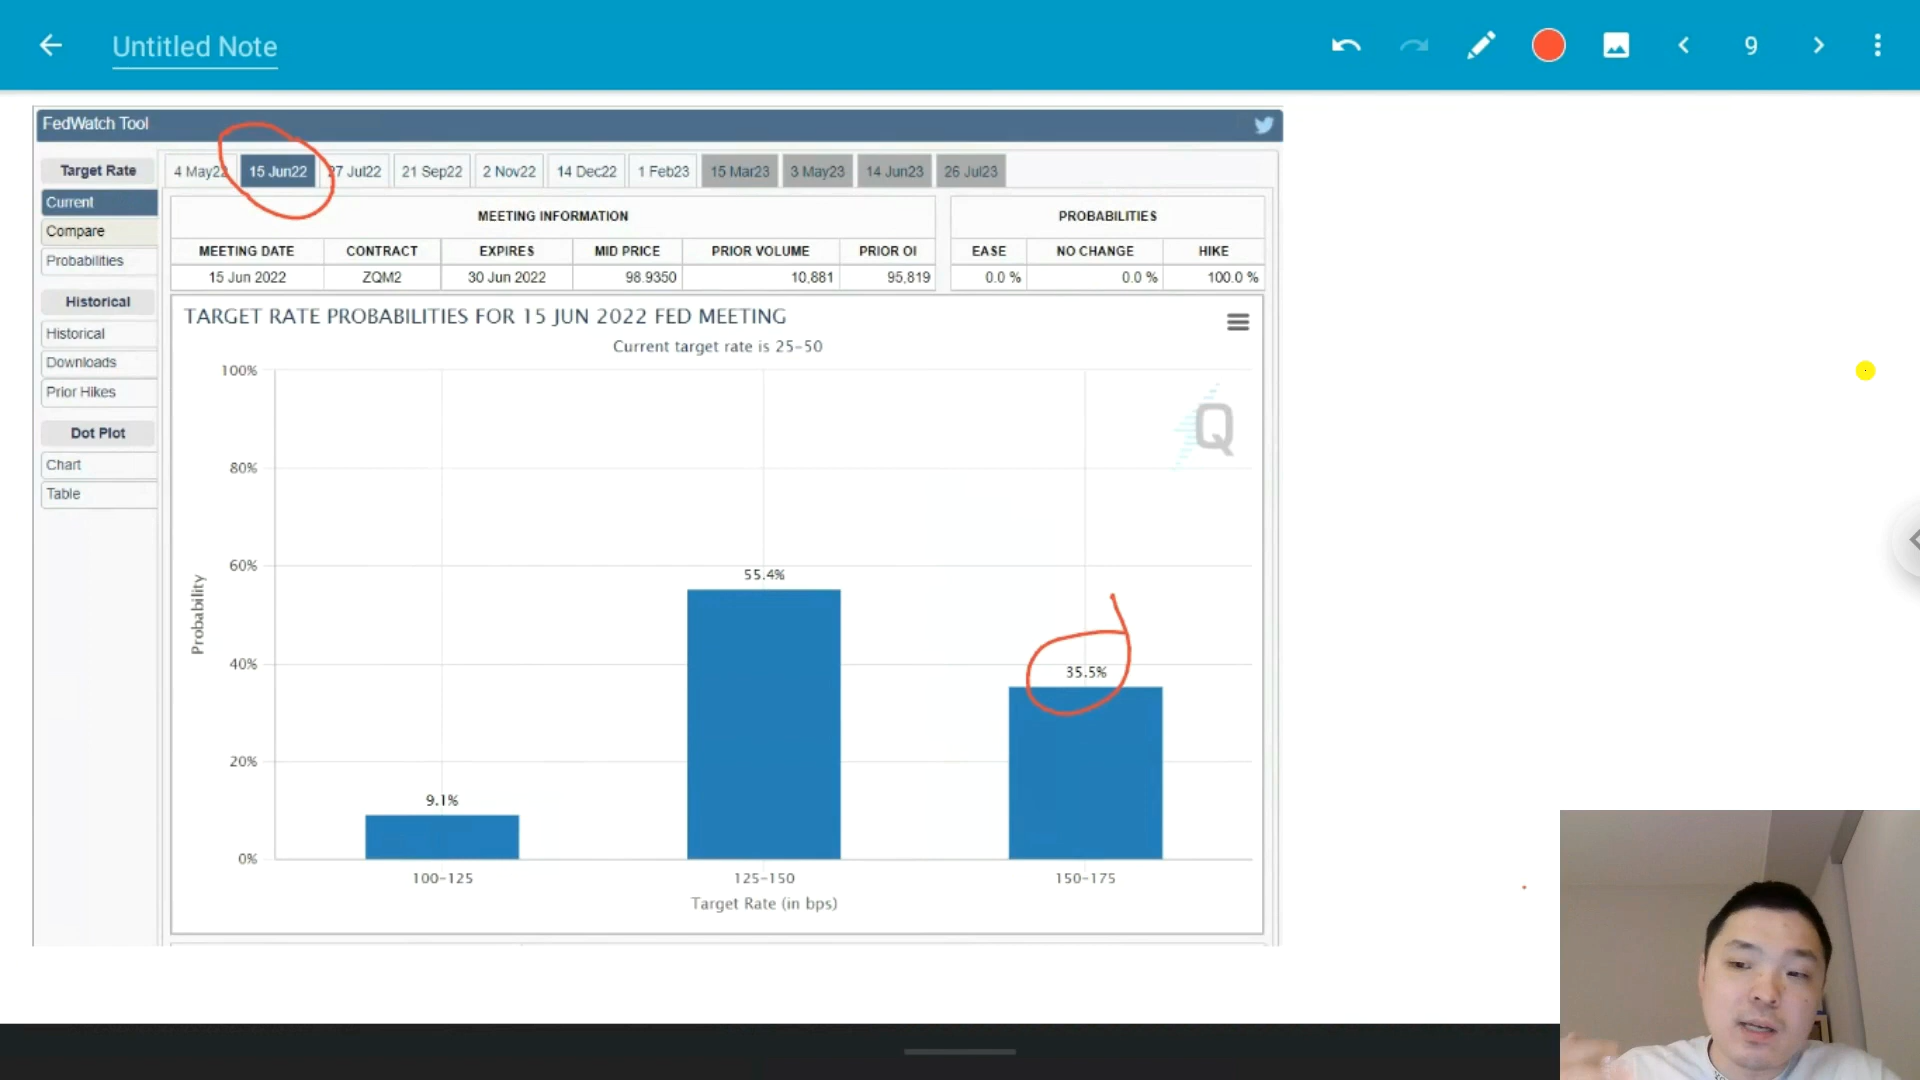 Untitled Note
9
FedWatch Tool
Target Rate
4 May22 15 Jun22 27 Jul22 21 Sep22 2 Nov22 14 Dec22 1 Feb23 15 Mar23 3 May23 14 Jun23 26 Jul23
Current
Compare
Probabilities
Historical
Historical
Downloads
Prior Hikes
Dot Plot
Chart
Table
MEETING INFORMATION
MEETING DATE CONTRACT EXPIRES MID PRICE PRIOR VOLUME PRIOR OI
15 Jun 2022 ZQM2 30 Jun 2022 98.9350 10,881 95,819
PROBABILITIES
EASE NO CHANGE HIKE
0.0 % 0.0 % 100.0 %
TARGET RATE PROBABILITIES FOR 15 JUN 2022 FED MEETING
Current target rate is 25-50
Q
Probability
100%
80%
60%
40%
20%
0%
9.1%
55.4%
35.5%
100-125 125-150 150-175
Target Rate (in bps)